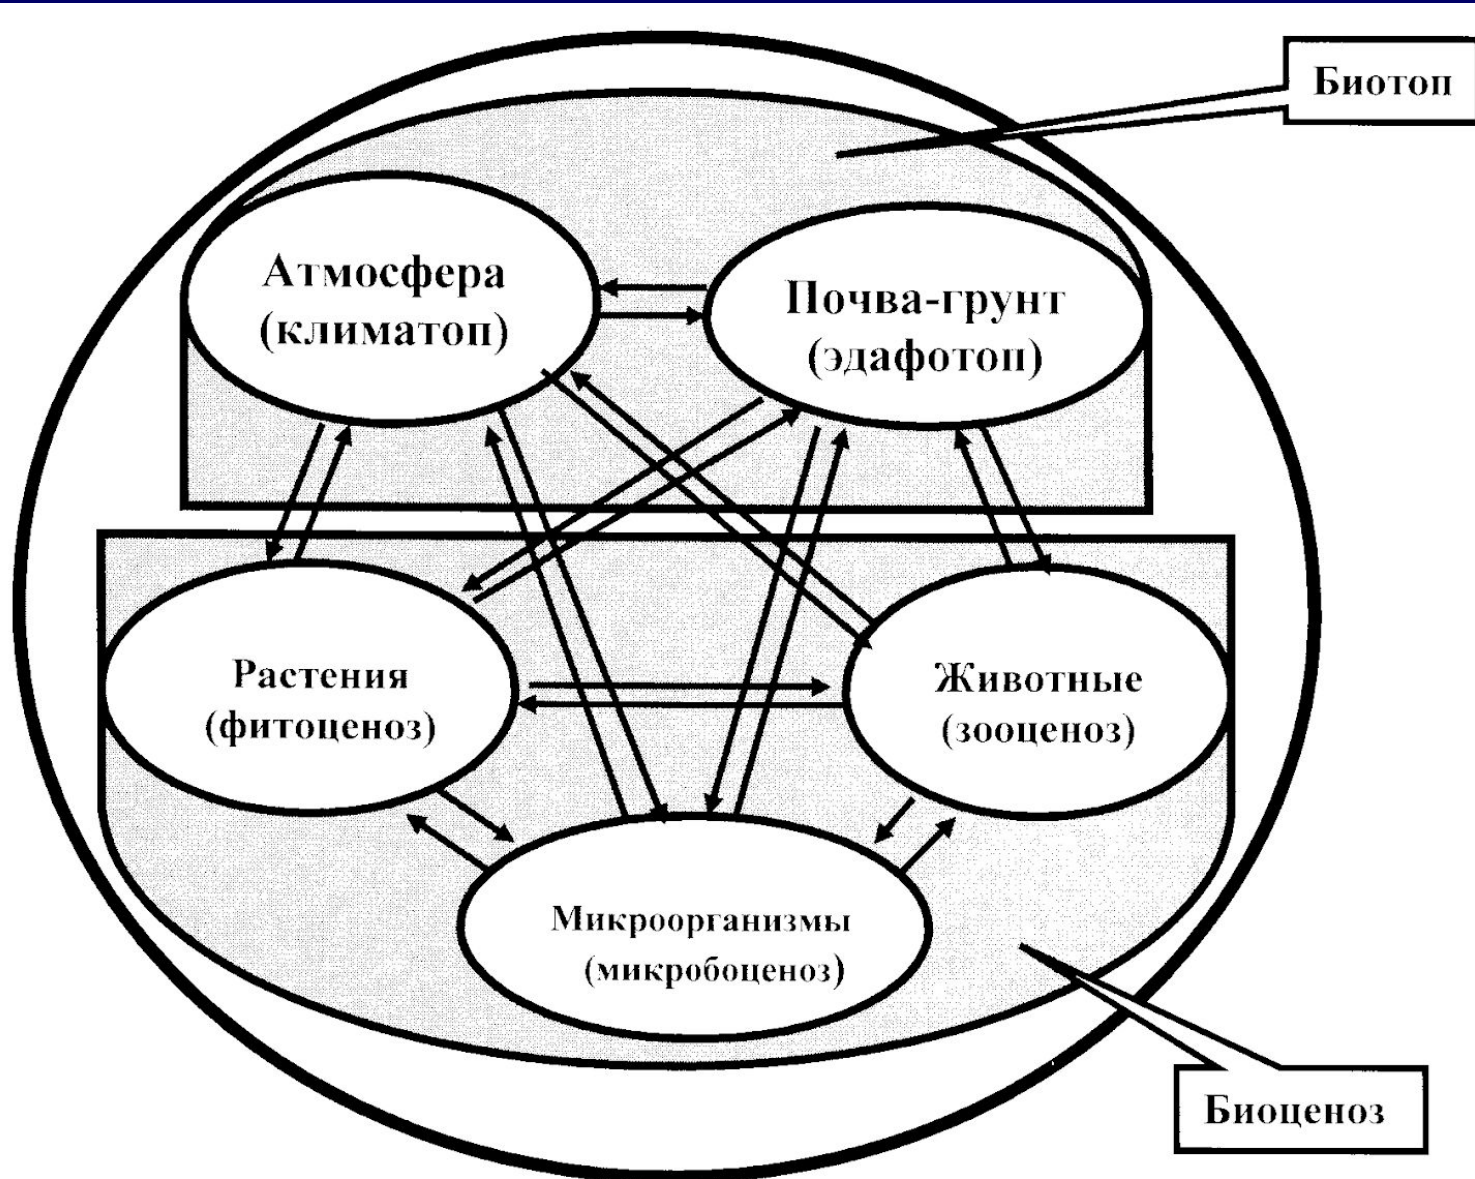 Биотоп
Атмосфера
(климатоп)
Почва-грунт
(эдафотоп)
Растения
(фитоценоз)
Животные
(зооценоз)
Микроорганизмы
(микробоценоз)
Биоценоз